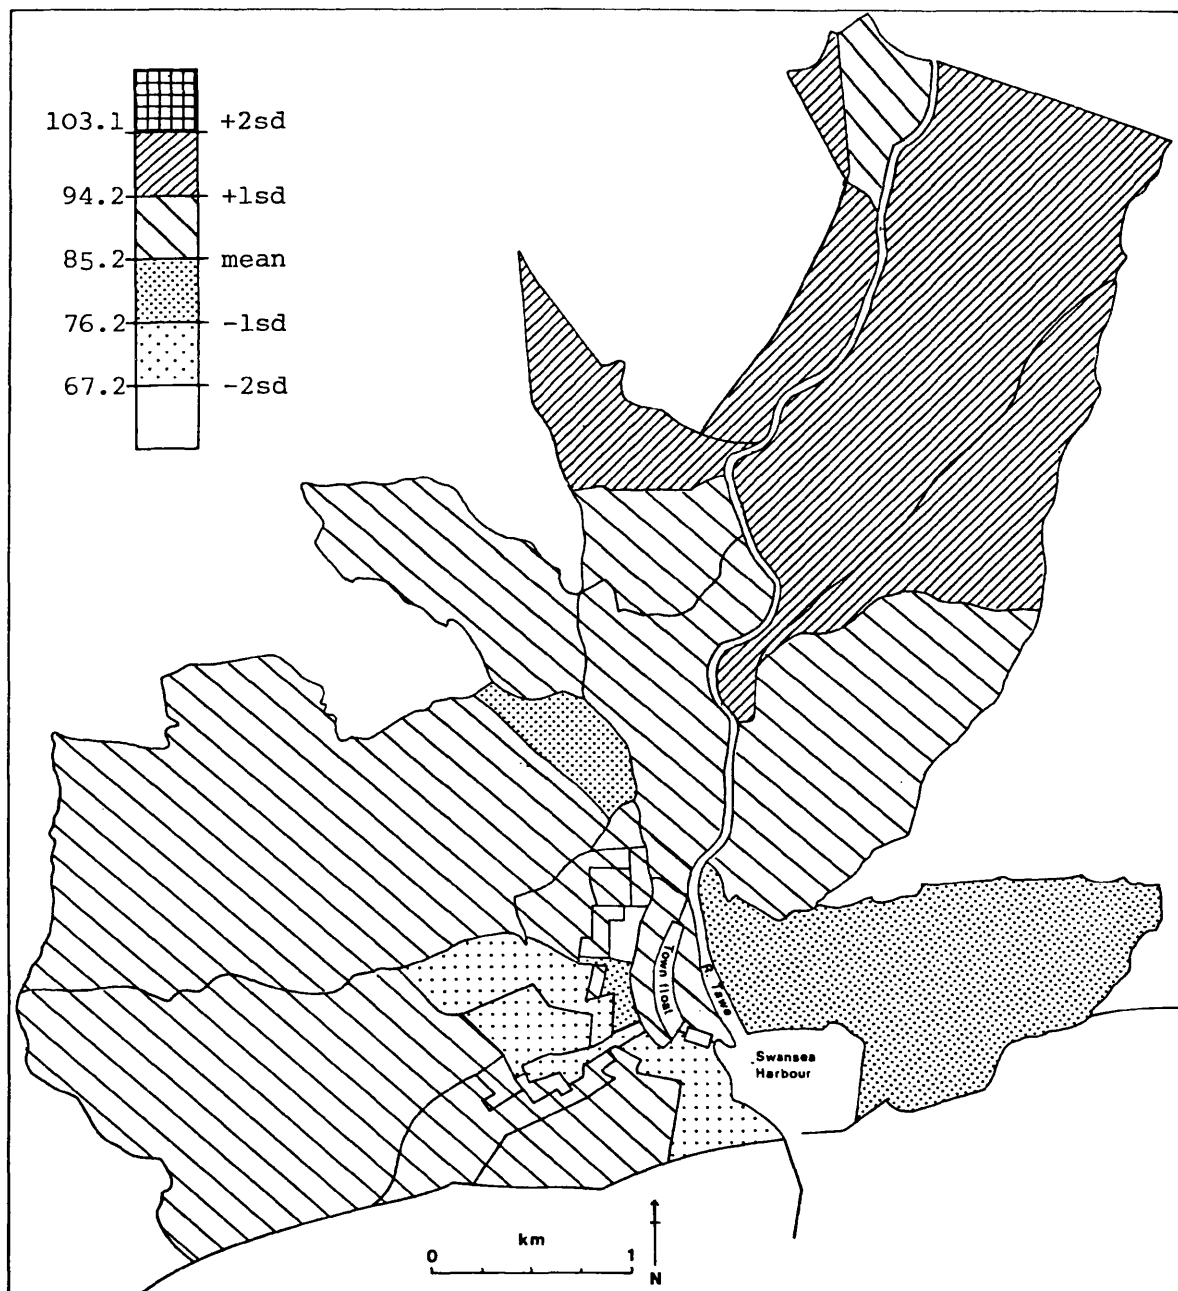 103.1 +2sd
94.2 +1sd
85.2 mean
76.2 -1sd
67.2 -2sd
Town Float
R. Tawe
Swansea
Harbour
km
0 1
N